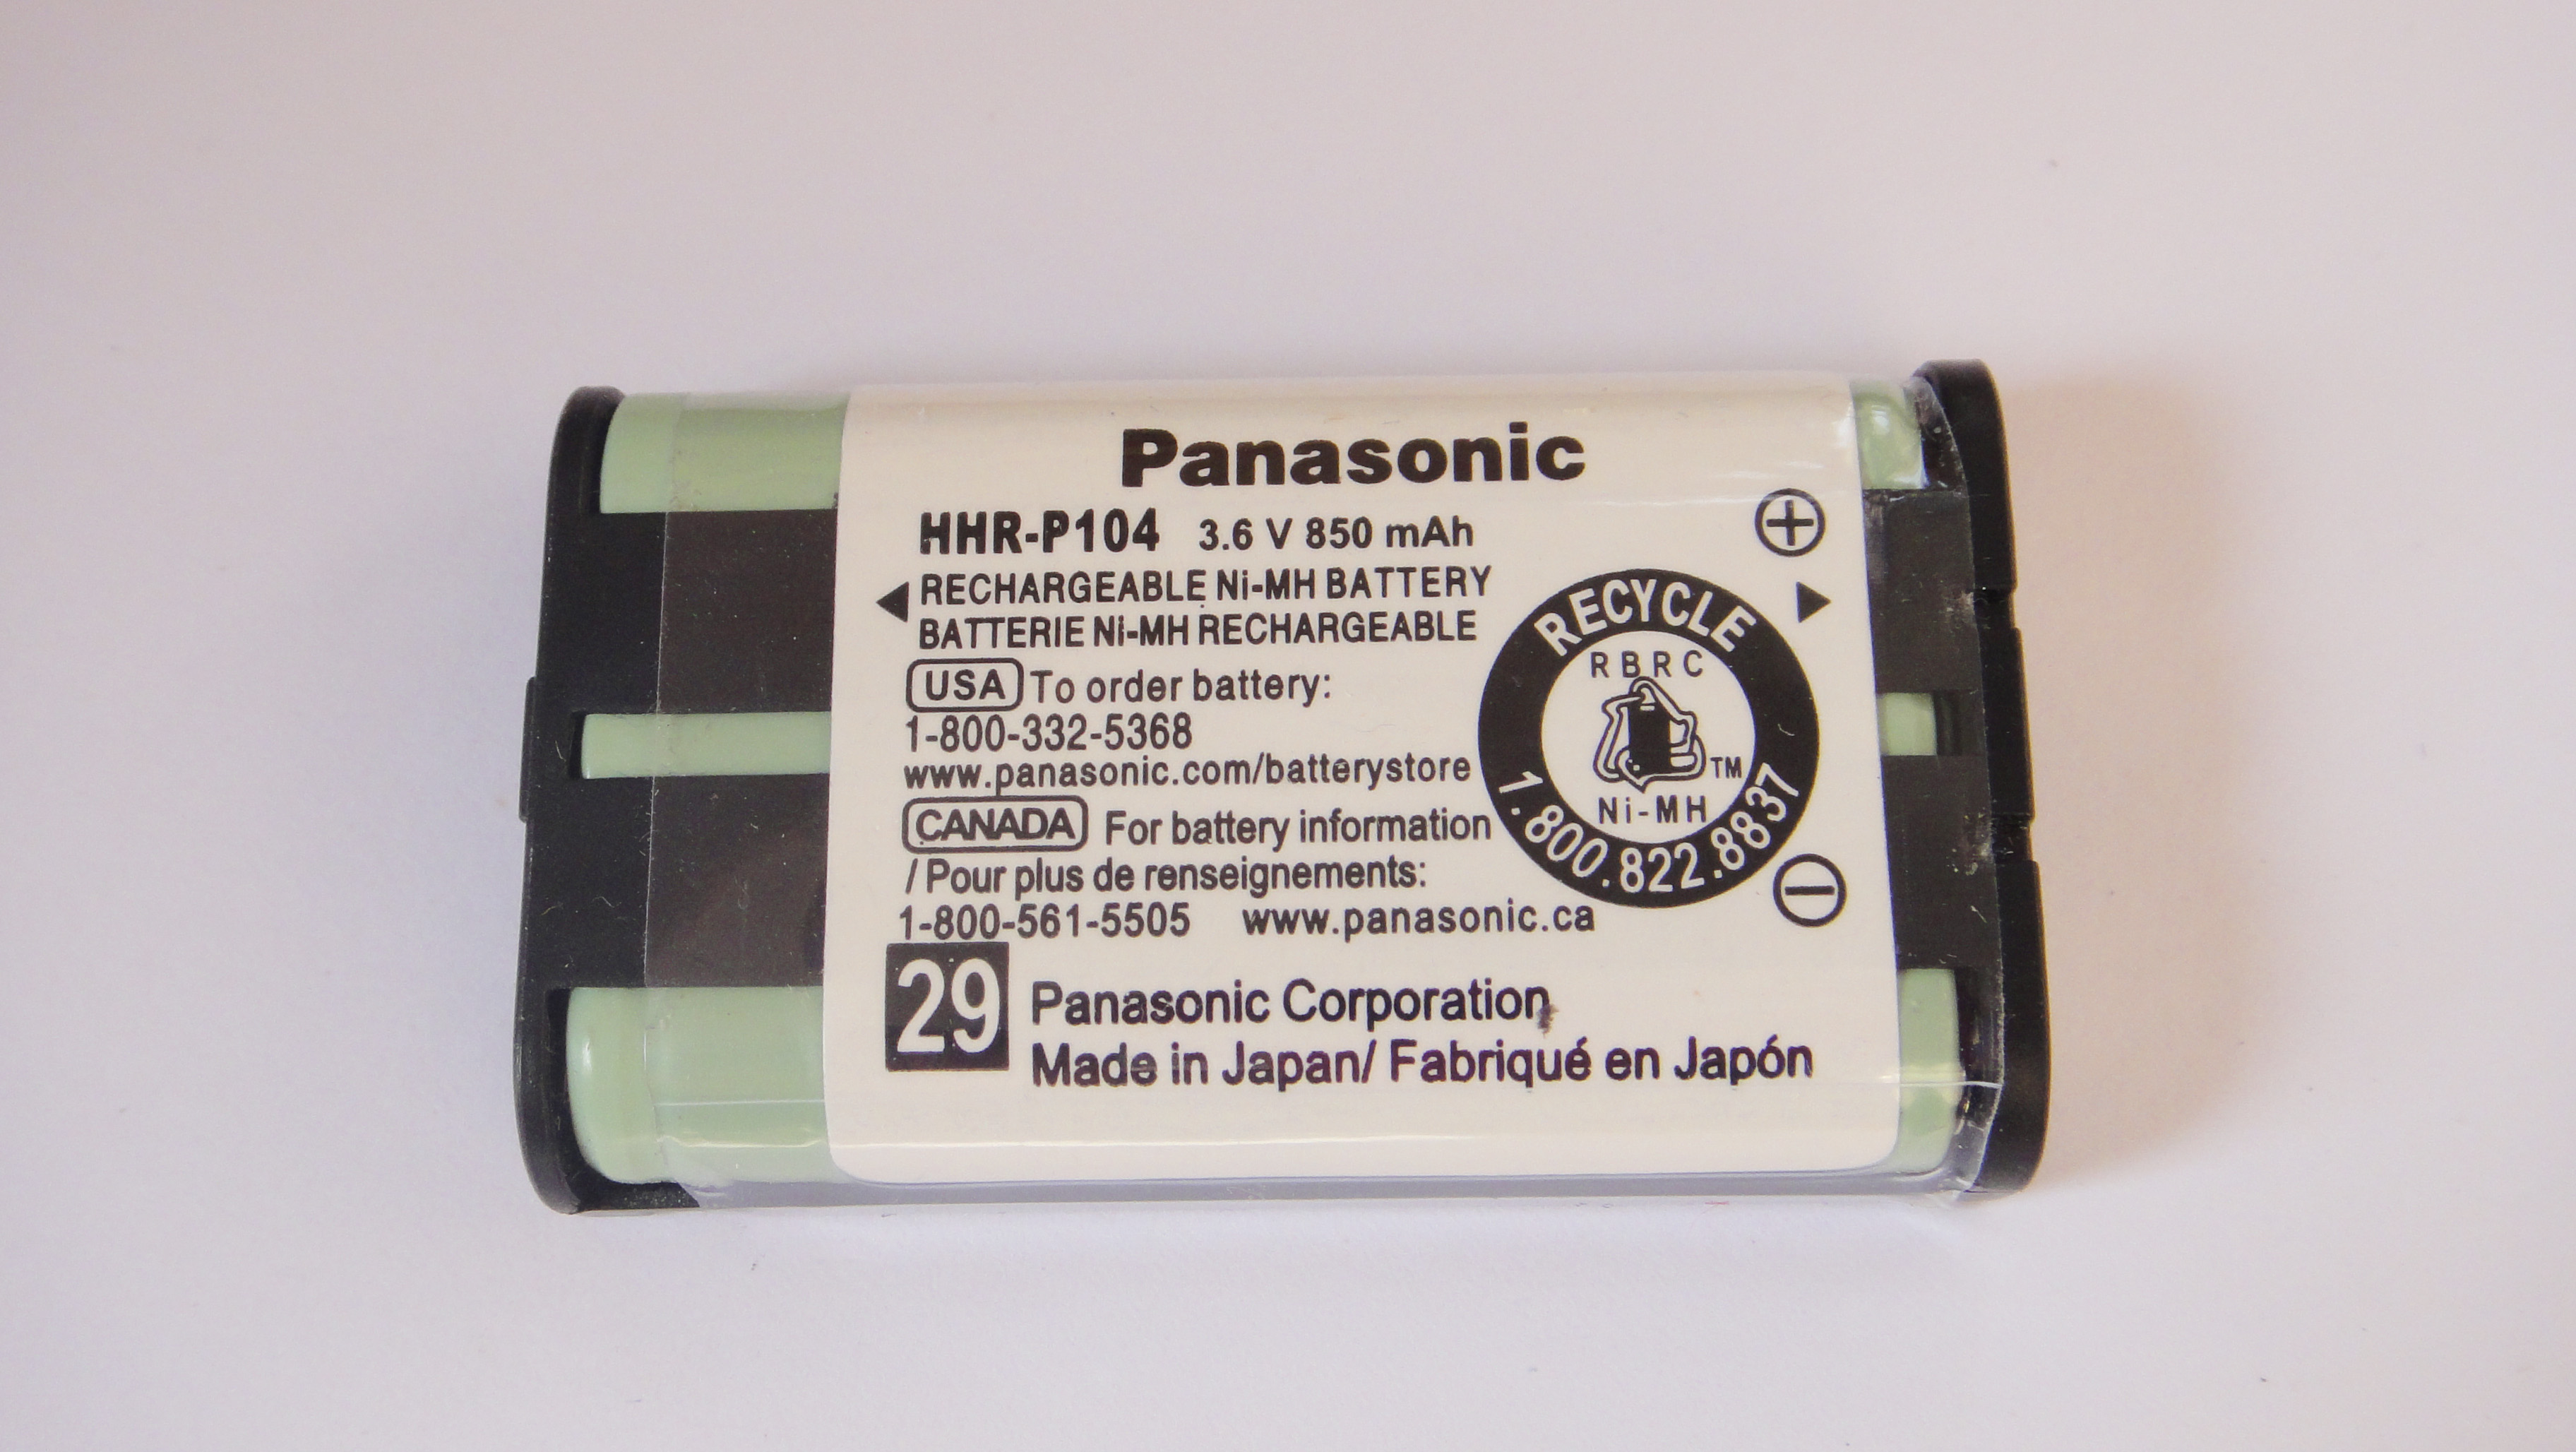 Panasonic
HHR-P104 3.6 V 850 mAh
RECHARGEABLE Ni-MH BATTERY
BATTERIE Ni-MH RECHARGEABLE
USA To order battery:
1-800-332-5368
www.panasonic.com/batterystore
CANADA For battery information
/ Pour plus de renseignements:
1-800-561-5505 www.panasonic.ca
RECYCLE
RBRC
TM
Ni-MH
1.800.822.8837
29
Panasonic Corporation
Made in Japan/ Fabriqué en Japón